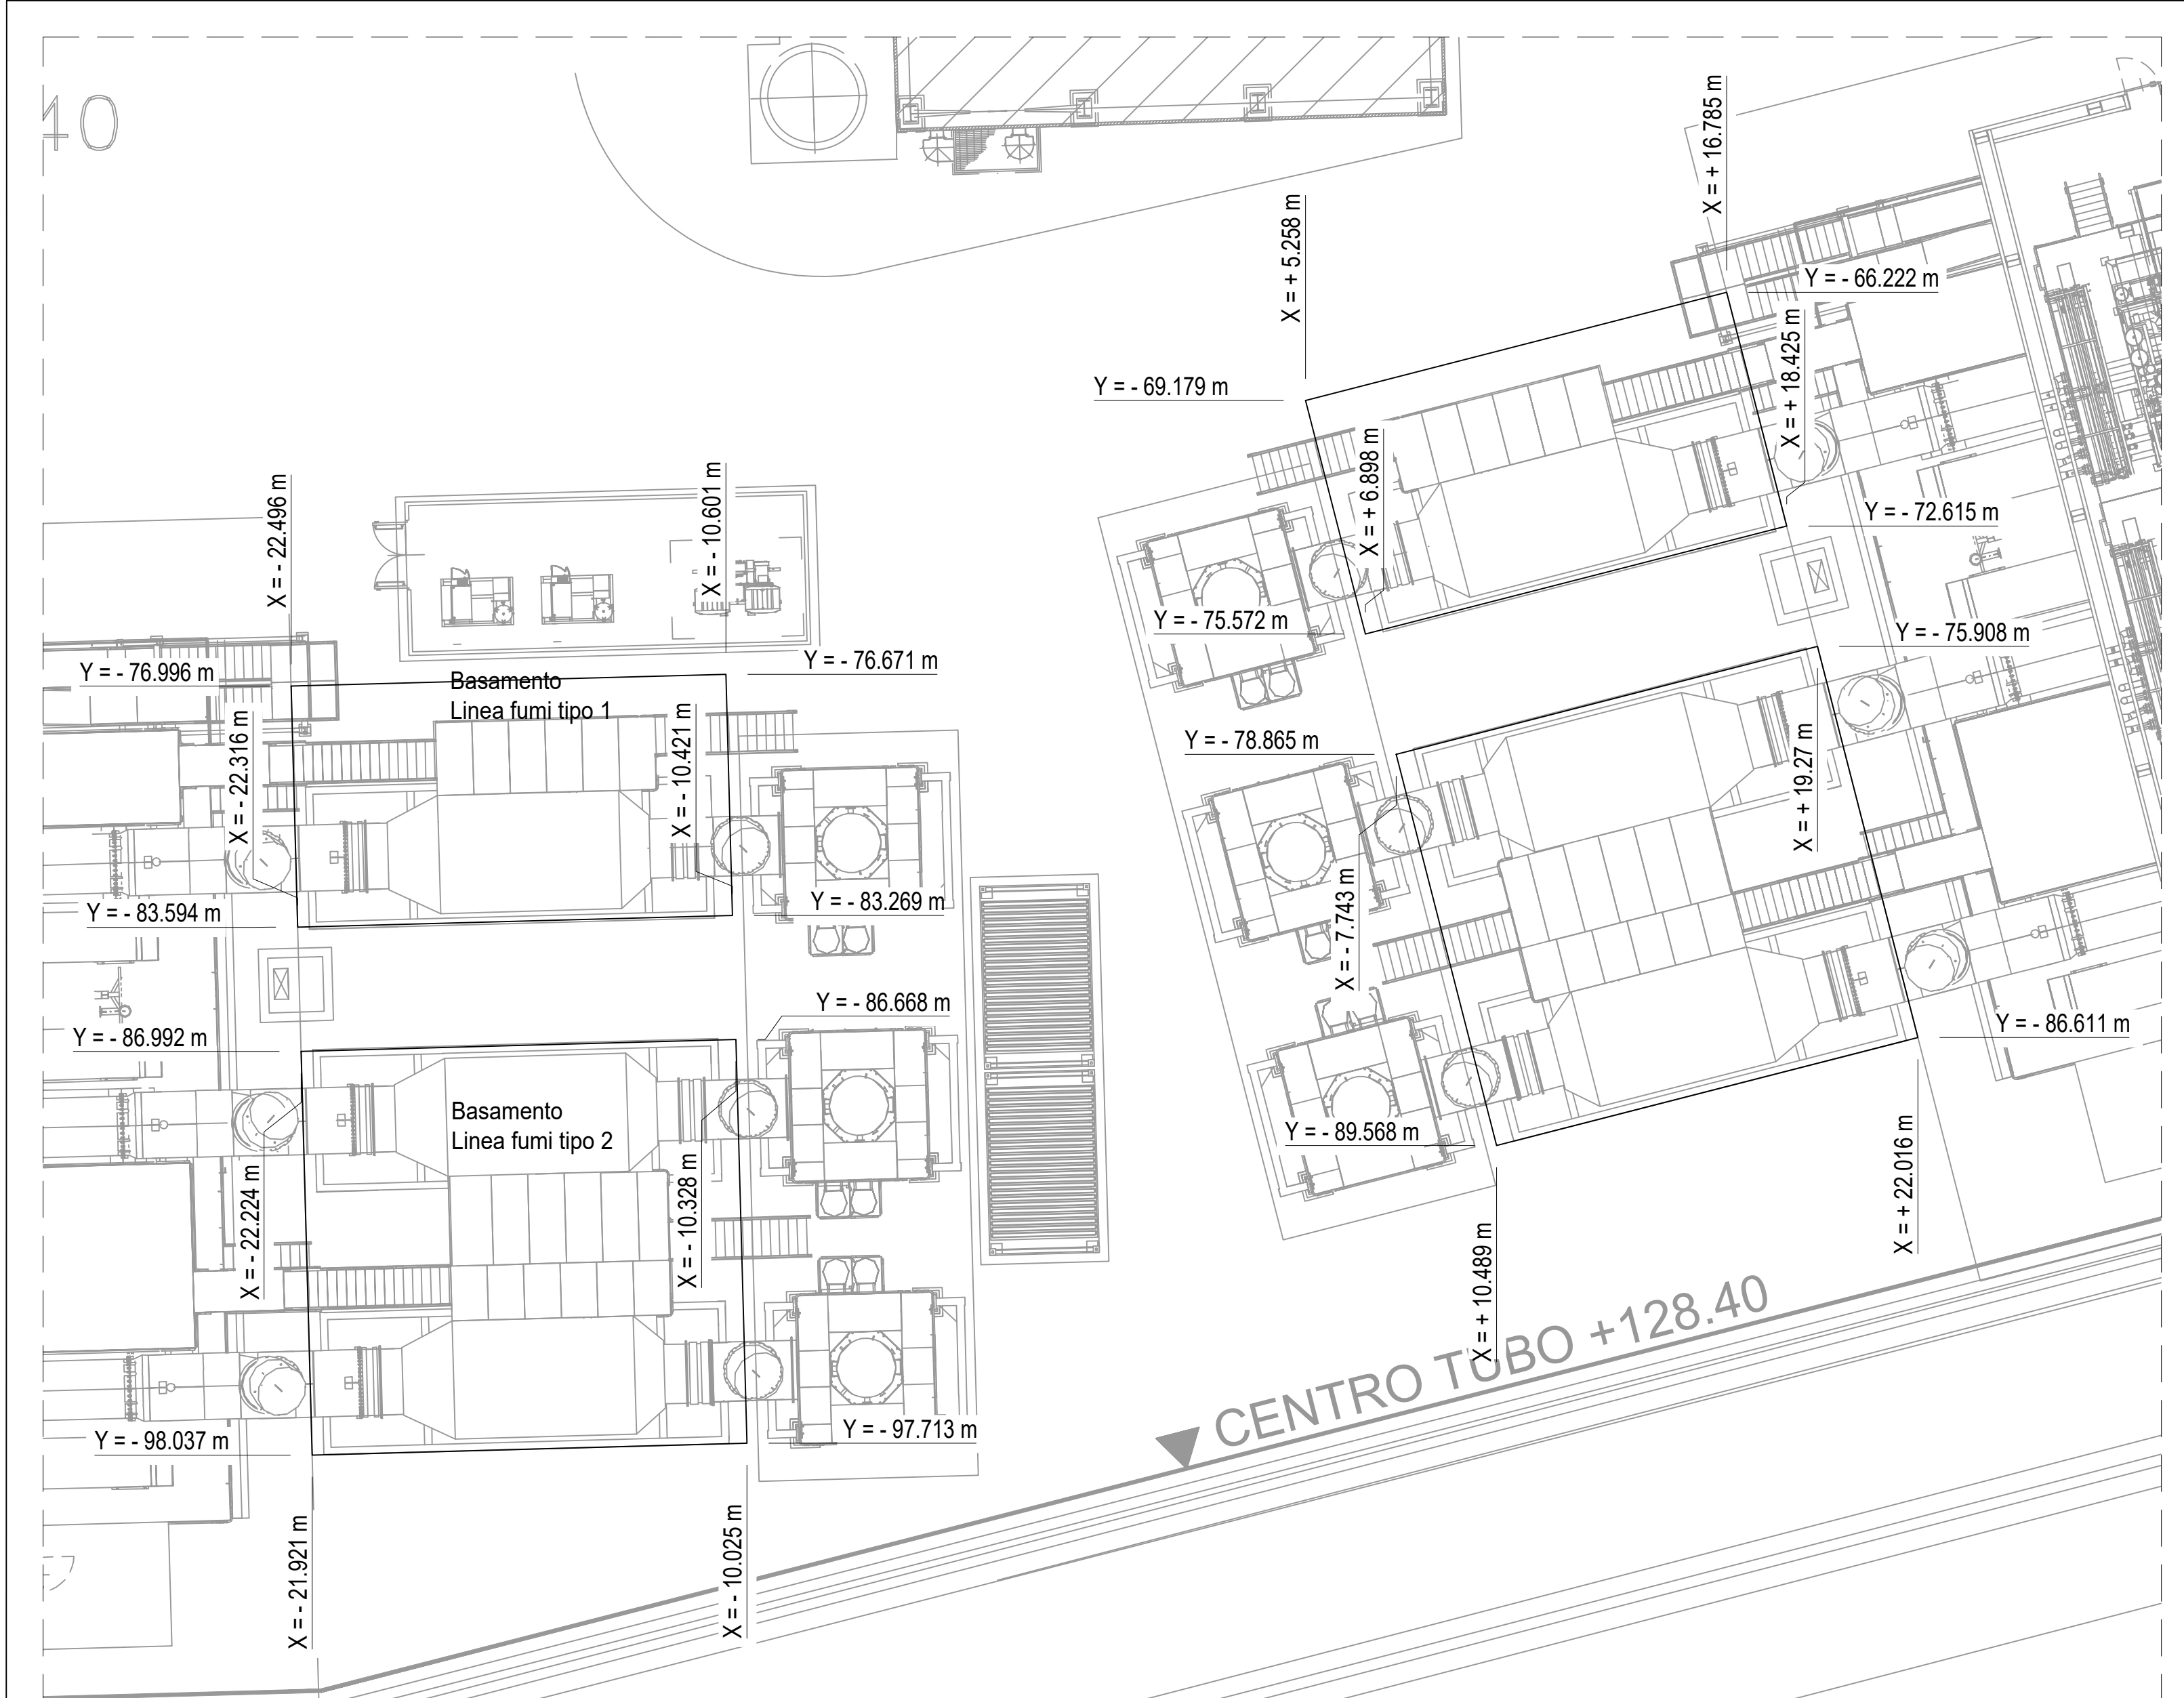 40
X = + 16.785 m
X = + 5.258 m
Y = - 66.222 m
X = + 18.425 m
Y = - 69.179 m
X = + 6.898 m
X = - 22.496 m
X = - 10.601 m
Y = - 72.615 m
Y = - 75.572 m
Y = - 75.908 m
Y = - 76.996 m
Y = - 76.671 m
Basamento
Linea fumi tipo 1
X = - 22.316 m
X = - 10.421 m
Y = - 78.865 m
X = + 19.27 m
Y = - 83.594 m
Y = - 83.269 m
X = - 7.743 m
Y = - 86.668 m
Y = - 86.992 m
Y = - 86.611 m
Basamento
Linea fumi tipo 2
Y = - 89.568 m
X = - 22.224 m
X = - 10.328 m
X = + 22.016 m
X = + 10.489 m
CENTRO TUBO +128.40
Y = - 98.037 m
Y = - 97.713 m
X = - 21.921 m
X = - 10.025 m